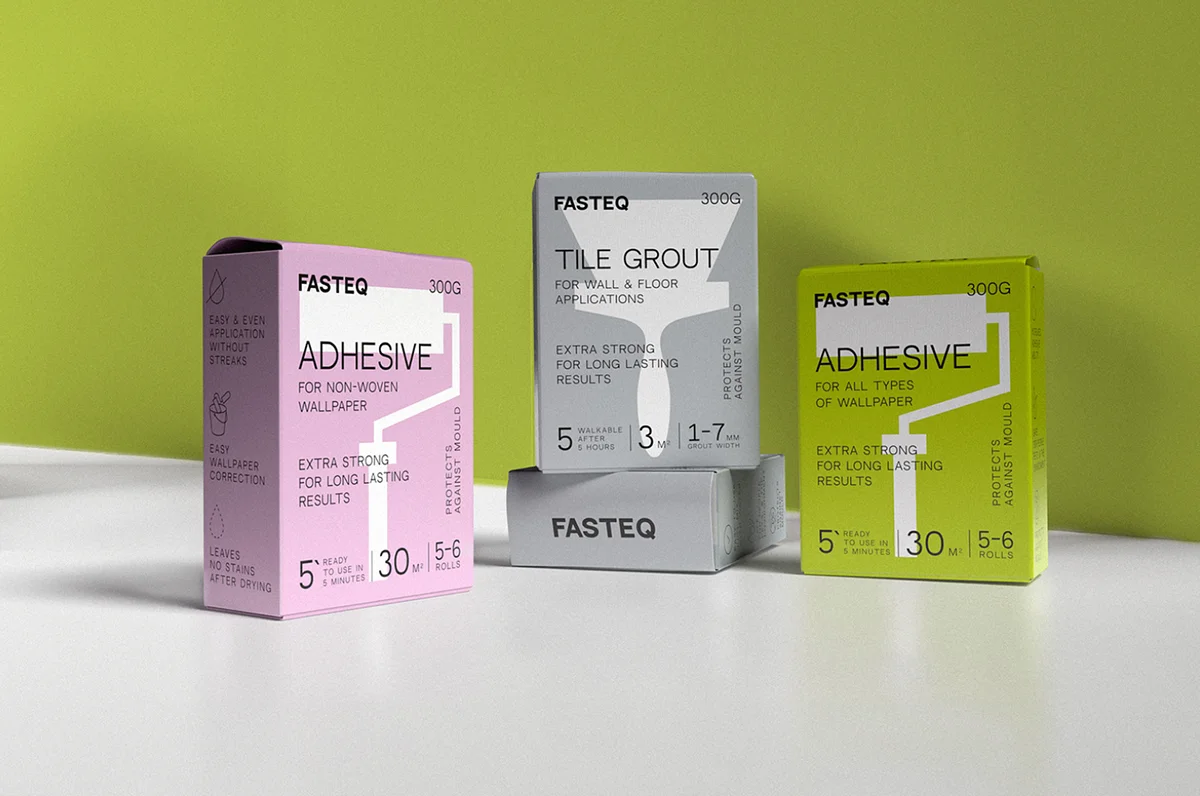 EASY & EVEN
APPLICATION
WITHOUT
STREAKS
EASY
WALLPAPER
CORRECTION
LEAVES
NO STAINS
AFTER DRYING
FASTEQ
300G
ADHESIVE
FOR NON-WOVEN
WALLPAPER
EXTRA STRONG
FOR LONG LASTING
RESULTS
PROTECTS
AGAINST MOULD
5` READY
TO USE IN
5 MINUTES
30 M²
5-6
ROLLS
FASTEQ
300G
TILE GROUT
FOR WALL & FLOOR
APPLICATIONS
EXTRA STRONG
FOR LONG LASTING
RESULTS
PROTECTS
AGAINST MOULD
5 WALKABLE
AFTER
5 HOURS
3 M²
1-7 MM
GROUT WIDTH
FASTEQ
FASTEQ
300G
ADHESIVE
FOR ALL TYPES
OF WALLPAPER
EXTRA STRONG
FOR LONG LASTING
RESULTS
PROTECTS
AGAINST MOULD
5` READY
TO USE IN
5 MINUTES
30 M²
5-6
ROLLS